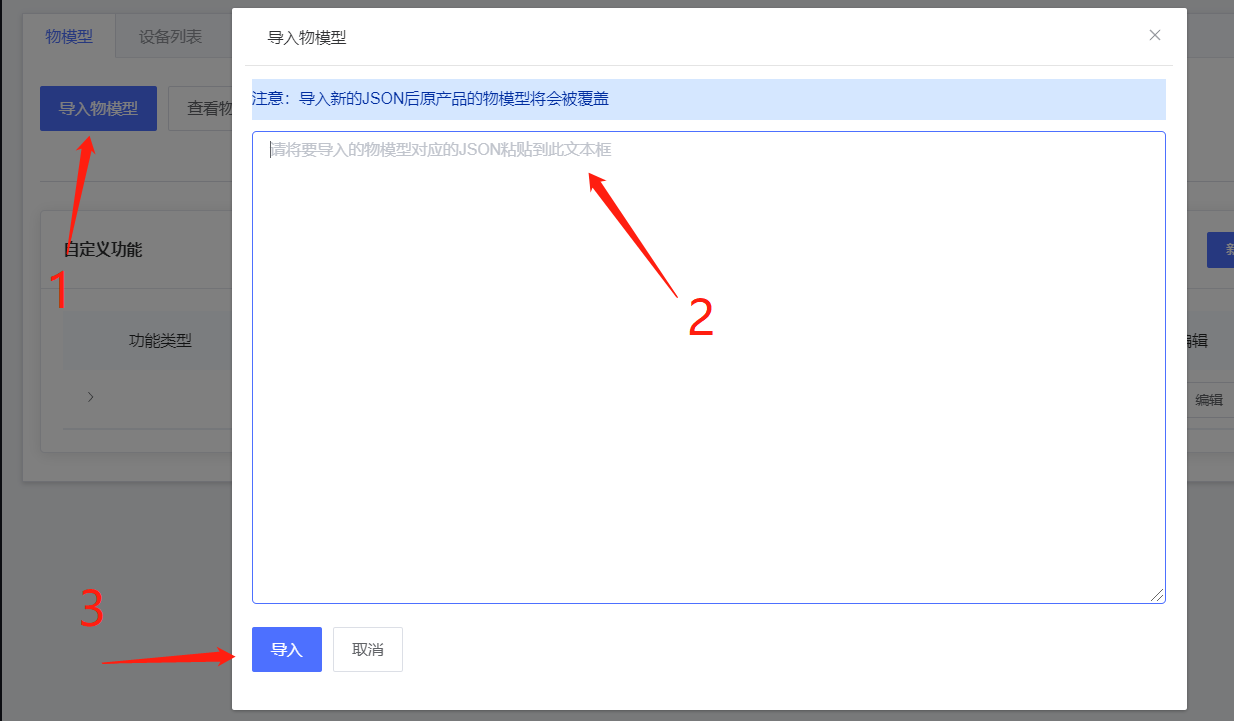 物模型 设备列表
导入物模型
导入物模型 查看物
注意：导入新的JSON后原产品的物模型将会被覆盖
请将要导入的物模型对应的JSON粘贴到此文本框
自定义功能
1
2
功能类型
编辑
编辑
3
导入 取消